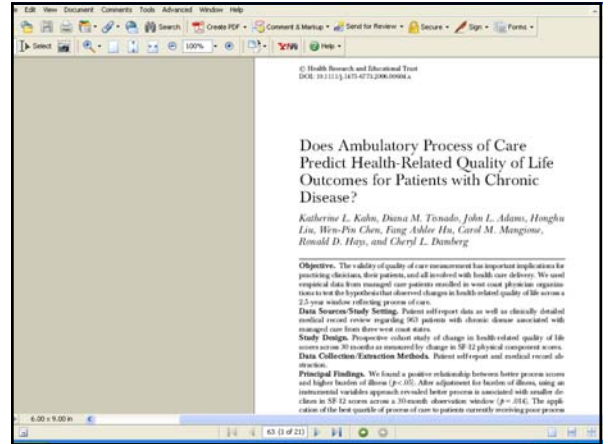 Edit View Document Comments Tools Advanced Window Help
Search Create PDF Comment & Markup Send for Review Secure Sign Forms
Select 100% Help
© Health Research and Educational Trust
DOI: 10.1111/j.1475-6773.2006.00604.x
Does Ambulatory Process of Care
Predict Health-Related Quality of Life
Outcomes for Patients with Chronic
Disease?
Katherine L. Kahn, Diana M. Tisnado, John L. Adams, Honghu
Liu, Wen-Pin Chen, Fang Ashlee Hu, Carol M. Mangione,
Ronald D. Hays, and Cheryl L. Damberg
Objective. The validity of quality of care measurement has important implications for
practicing clinicians, their patients, and all involved with health care delivery. We used
empirical data from managed care patients enrolled in west coast physician organiza-
tions to test the hypothesis that observed changes in health-related quality of life across a
2.5-year window reflecting process of care.
Data Sources/Study Setting. Patient self-report data as well as clinically detailed
medical record review regarding 963 patients with chronic disease associated with
managed care from three west coast states.
Study Design. Prospective cohort study of change in health-related quality of life
scores across 30 months as measured by change in SF-12 physical component scores.
Data Collection/Extraction Methods. Patient self-report and medical record ab-
straction.
Principal Findings. We found a positive relationship between better process scores
and higher burden of illness (p<.05). After adjustment for burden of illness, using an
instrumental variables approach revealed better process is associated with smaller de-
clines in SF-12 scores across a 30-month observation window (p=.014). The appli-
cation of the best quartile of process of care to patients currently receiving poor process
6.00 x 9.00 in
63 (1 of 21)